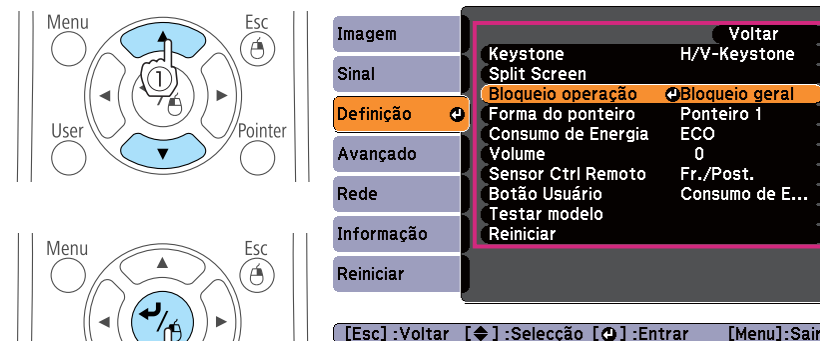 Menu
Esc
1
User
Pointer
Menu
Esc
Imagem
Sinal
Definição
Avançado
Rede
Informação
Reiniciar
Voltar
Keystone H/V-Keystone
Split Screen
Bloqueio operação Bloqueio geral
Forma do ponteiro Ponteiro 1
Consumo de Energia ECO
Volume 0
Sensor Ctrl Remoto Fr./Post.
Botão Usuário Consumo de E...
Testar modelo
Reiniciar
[Esc] :Voltar [◆] :Selecção [ ] :Entrar [Menu]:Sair